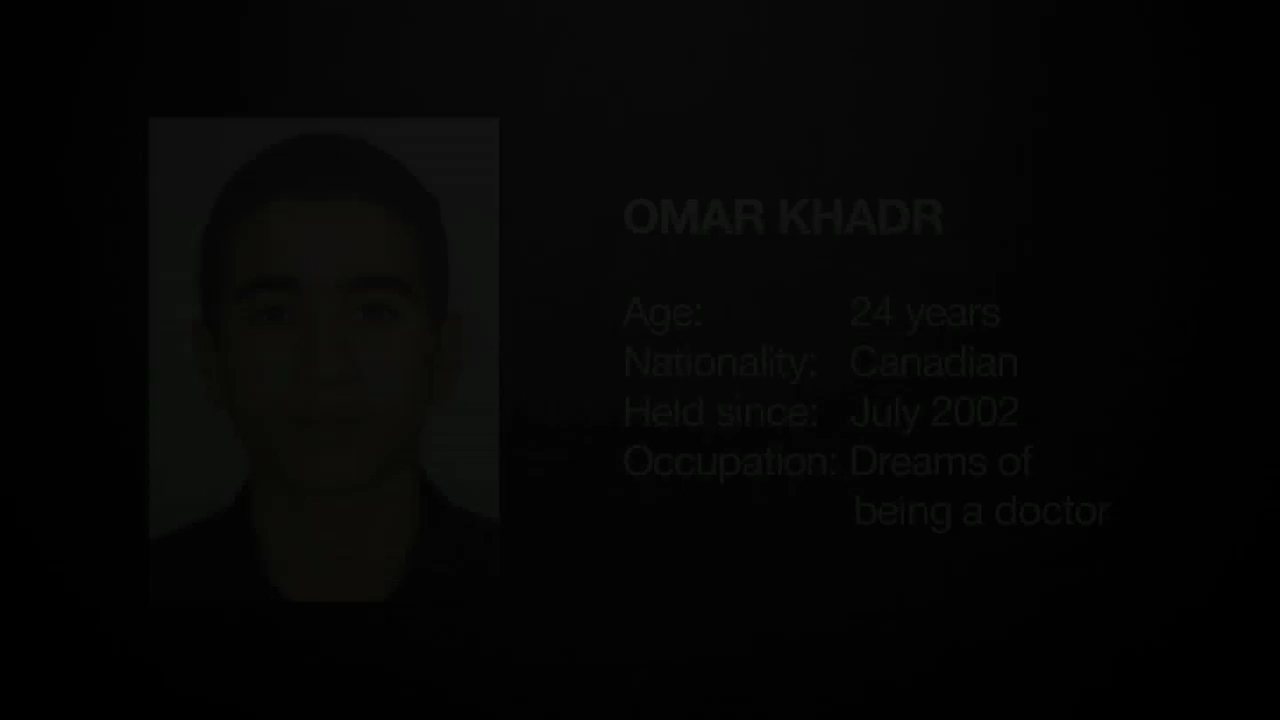 OMAR KHADR
Age: 24 years
Nationality: Canadian
Held since: July 2002
Occupation: Dreams of
being a doctor